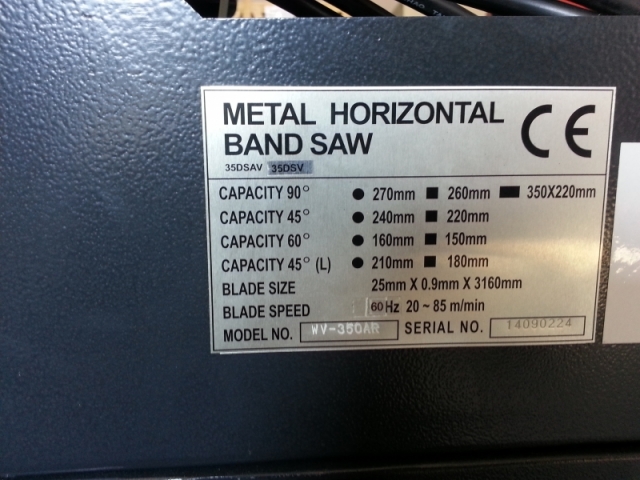 METAL HORIZONTAL
BAND SAW
CE
35DSAV 35DSV
CAPACITY 90° ● 270mm ■ 260mm ▬ 350X220mm
CAPACITY 45° ● 240mm ■ 220mm
CAPACITY 60° ● 160mm ■ 150mm
CAPACITY 45° (L) ● 210mm ■ 180mm
BLADE SIZE 25mm X 0.9mm X 3160mm
BLADE SPEED 60Hz 20 ~ 85 m/min
MODEL NO. WV-350AR SERIAL NO. 14090224